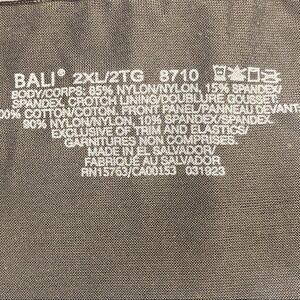 BALI® 2XL/2TG 8710
BODY/CORPS: 85% NYLON/NYLON, 15% SPANDEX/
SPANDEX, CROTCH LINING/DOUBLURE GOUSSET:
00% COTTON/COTON. FRONT PANEL/PANNEAU DEVANT
90% NYLON/NYLON, 10% SPANDEX/SPANDEX,
EXCLUSIVE OF TRIM AND ELASTICS/
GARNITURES NON COMPRISES.
MADE IN EL SALVADOR/
FABRIQUÉ AU SALVADOR
RN15763/CA00153 031923